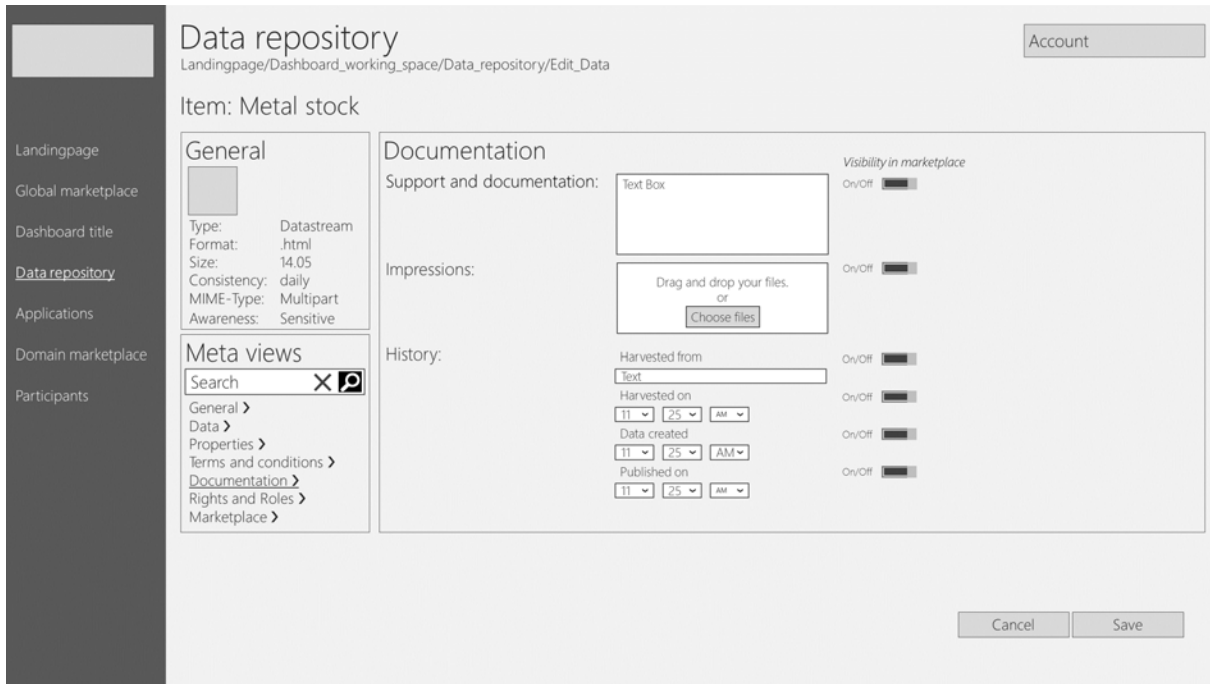 Data repository
Landingpage/Dashboard_working_space/Data_repository/Edit_Data
Account
Item: Metal stock
Landingpage
Global marketplace
Dashboard title
Data repository
Applications
Domain marketplace
Participants
General
Type: Datastream
Format: .html
Size: 14.05
Consistency: daily
MIME-Type: Multipart
Awareness: Sensitive
Meta views
Search
General
Data
Properties
Terms and conditions
Documentation
Rights and Roles
Marketplace
Documentation
Visibility in marketplace
Support and documentation:
Text Box
On/Off
Impressions:
Drag and drop your files.
or
Choose files
On/Off
History:
Harvested from
On/Off
Text
Harvested on
On/Off
11 25 AM
Data created
On/Off
11 25 AM
Published on
On/Off
11 25 AM
Cancel
Save